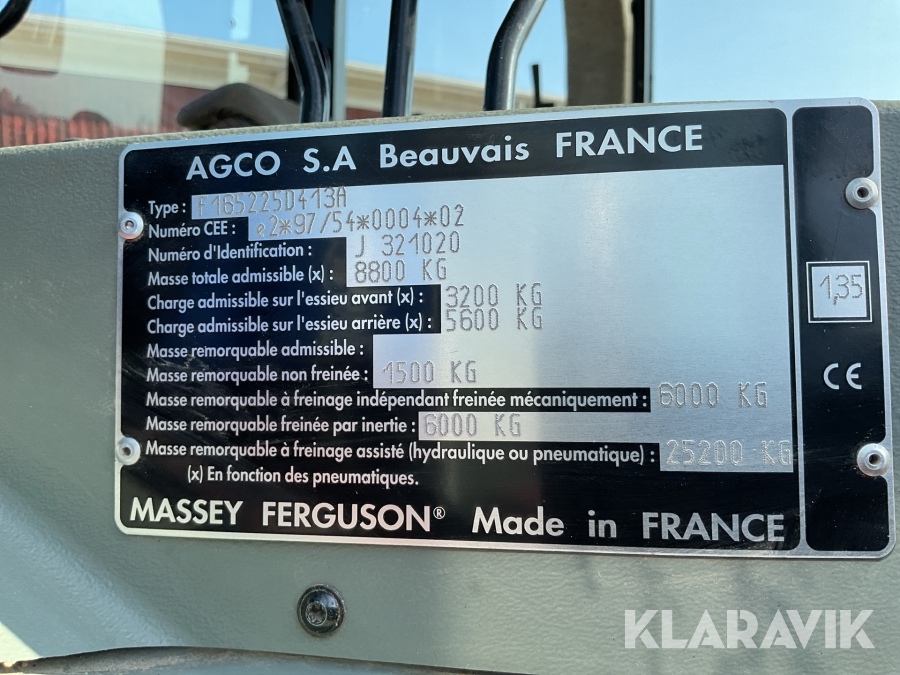 AGCO S.A Beauvais FRANCE
Type : F165225D413A
Numéro CEE : e2*97/54*0004*02
Numéro d'Identification : J 321020
Masse totale admissible (x) : 8800 KG
Charge admissible sur l'essieu avant (x) : 3200 KG
Charge admissible sur l'essieu arrière (x) : 5600 KG
Masse remorquable admissible :
Masse remorquable non freinée : 1500 KG
Masse remorquable à freinage indépendant freinée mécaniquement : 6000 KG
Masse remorquable freinée par inertie : 6000 KG
Masse remorquable à freinage assisté (hydraulique ou pneumatique) : 25200 KG
(x) En fonction des pneumatiques.
MASSEY FERGUSON® Made in FRANCE
1,35
CE
KLARAVIK